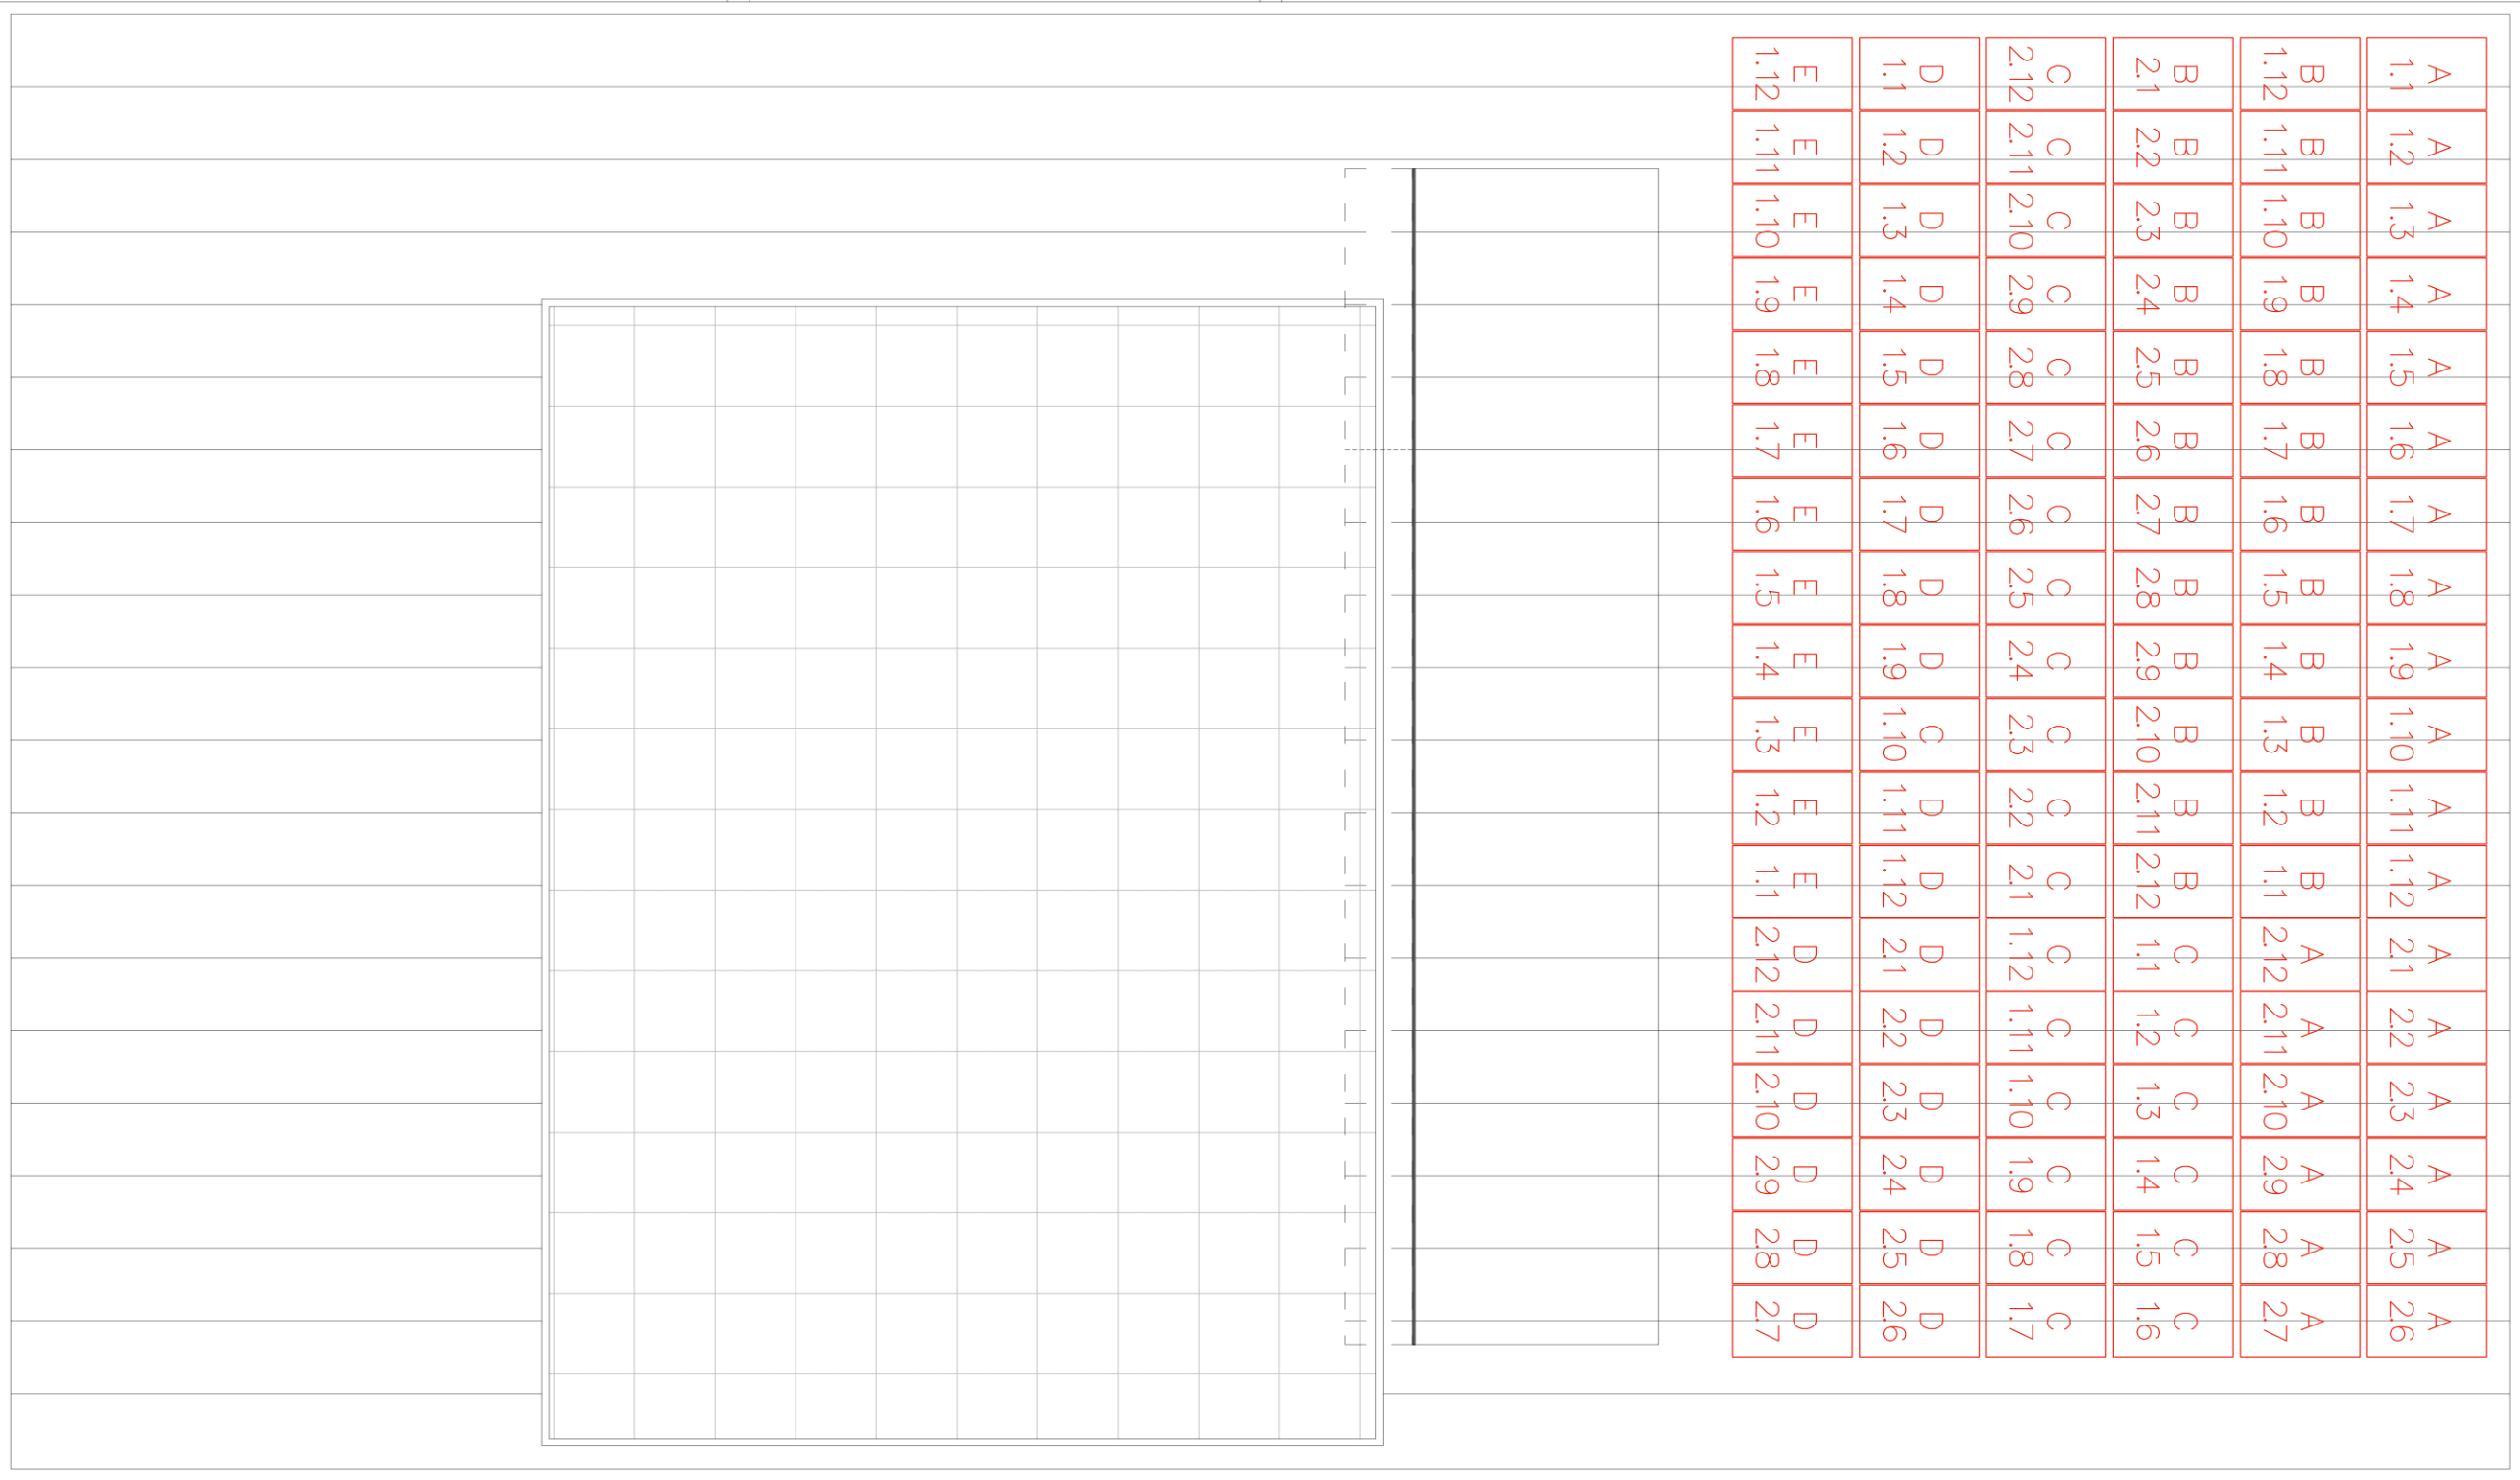 A A A A A A A A A A A A A A A A A A
1.1 1.2 1.3 1.4 1.5 1.6 1.7 1.8 1.9 1.10 1.11 1.12 2.1 2.2 2.3 2.4 2.5 2.6
B B B B B B B B B B B B A A A A A A
1.12 1.11 1.10 1.9 1.8 1.7 1.6 1.5 1.4 1.3 1.2 1.1 2.12 2.11 2.10 2.9 2.8 2.7
B B B B B B B B B B B B C C C C C C
2.1 2.2 2.3 2.4 2.5 2.6 2.7 2.8 2.9 2.10 2.11 2.12 1.1 1.2 1.3 1.4 1.5 1.6
C C C C C C C C C C C C C C C C C C
2.12 2.11 2.10 2.9 2.8 2.7 2.6 2.5 2.4 2.3 2.2 2.1 1.12 1.11 1.10 1.9 1.8 1.7
D D D D D D D D D C D D D D D D D D
1.1 1.2 1.3 1.4 1.5 1.6 1.7 1.8 1.9 1.10 1.11 1.12 2.1 2.2 2.3 2.4 2.5 2.6
E E E E E E E E E E E E D D D D D D
1.12 1.11 1.10 1.9 1.8 1.7 1.6 1.5 1.4 1.3 1.2 1.1 2.12 2.11 2.10 2.9 2.8 2.7